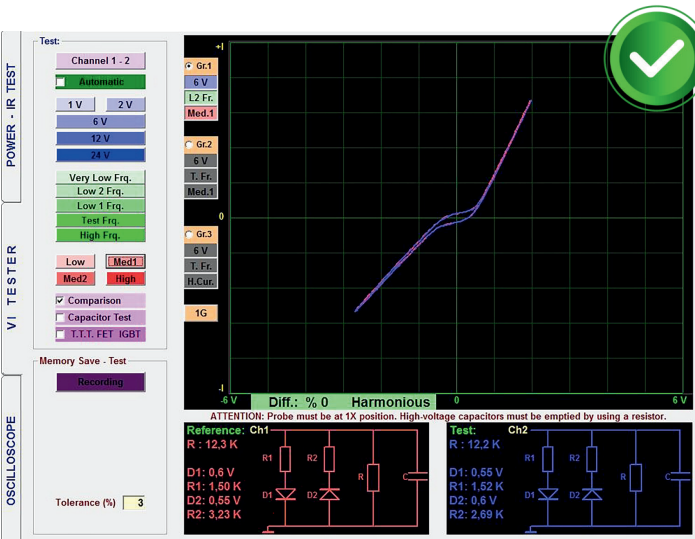 POWER - IR TEST
VI TESTER
OSCILLOSCOPE
Test:
Channel 1 - 2
Automatic
1 V
2 V
6 V
12 V
24 V
Very Low Frq.
Low 2 Frq.
Low 1 Frq.
Test Frq.
High Frq.
Low
Med1
Med2
High
Comparison
Capacitor Test
T.T.T. FET IGBT
Memory Save - Test
Recording
Tolerance (%) 3
Gr.1
6 V
L2 Fr.
Med.1
Gr.2
6 V
T. Fr.
Med.1
Gr.3
6 V
T. Fr.
H.Cur.
1G
+I
0
-I
-6 V
Diff.: % 0 Harmonious
0
6 V
ATTENTION: Probe must be at 1X position. High-voltage capacitors must be emptied by using a resistor.
Reference: Ch1
R : 12,3 K
D1: 0,6 V
R1: 1,50 K
D2: 0,55 V
R2: 3,23 K
R1
R2
R
C
D1
D2
Test: Ch2
R : 12,2 K
D1: 0,55 V
R1: 1,52 K
D2: 0,6 V
R2: 2,69 K
R1
R2
R
C
D1
D2